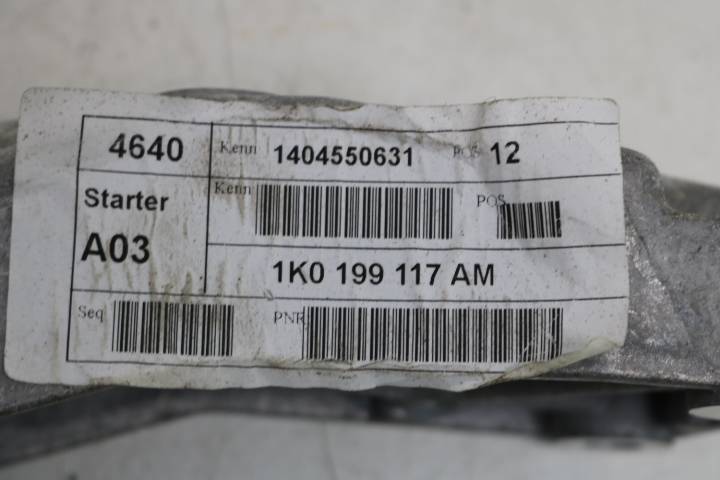 4640 Kenn 1404550631 POS 12
Starter Kenn POS
A03 1K0 199 117 AM
Seq PNR